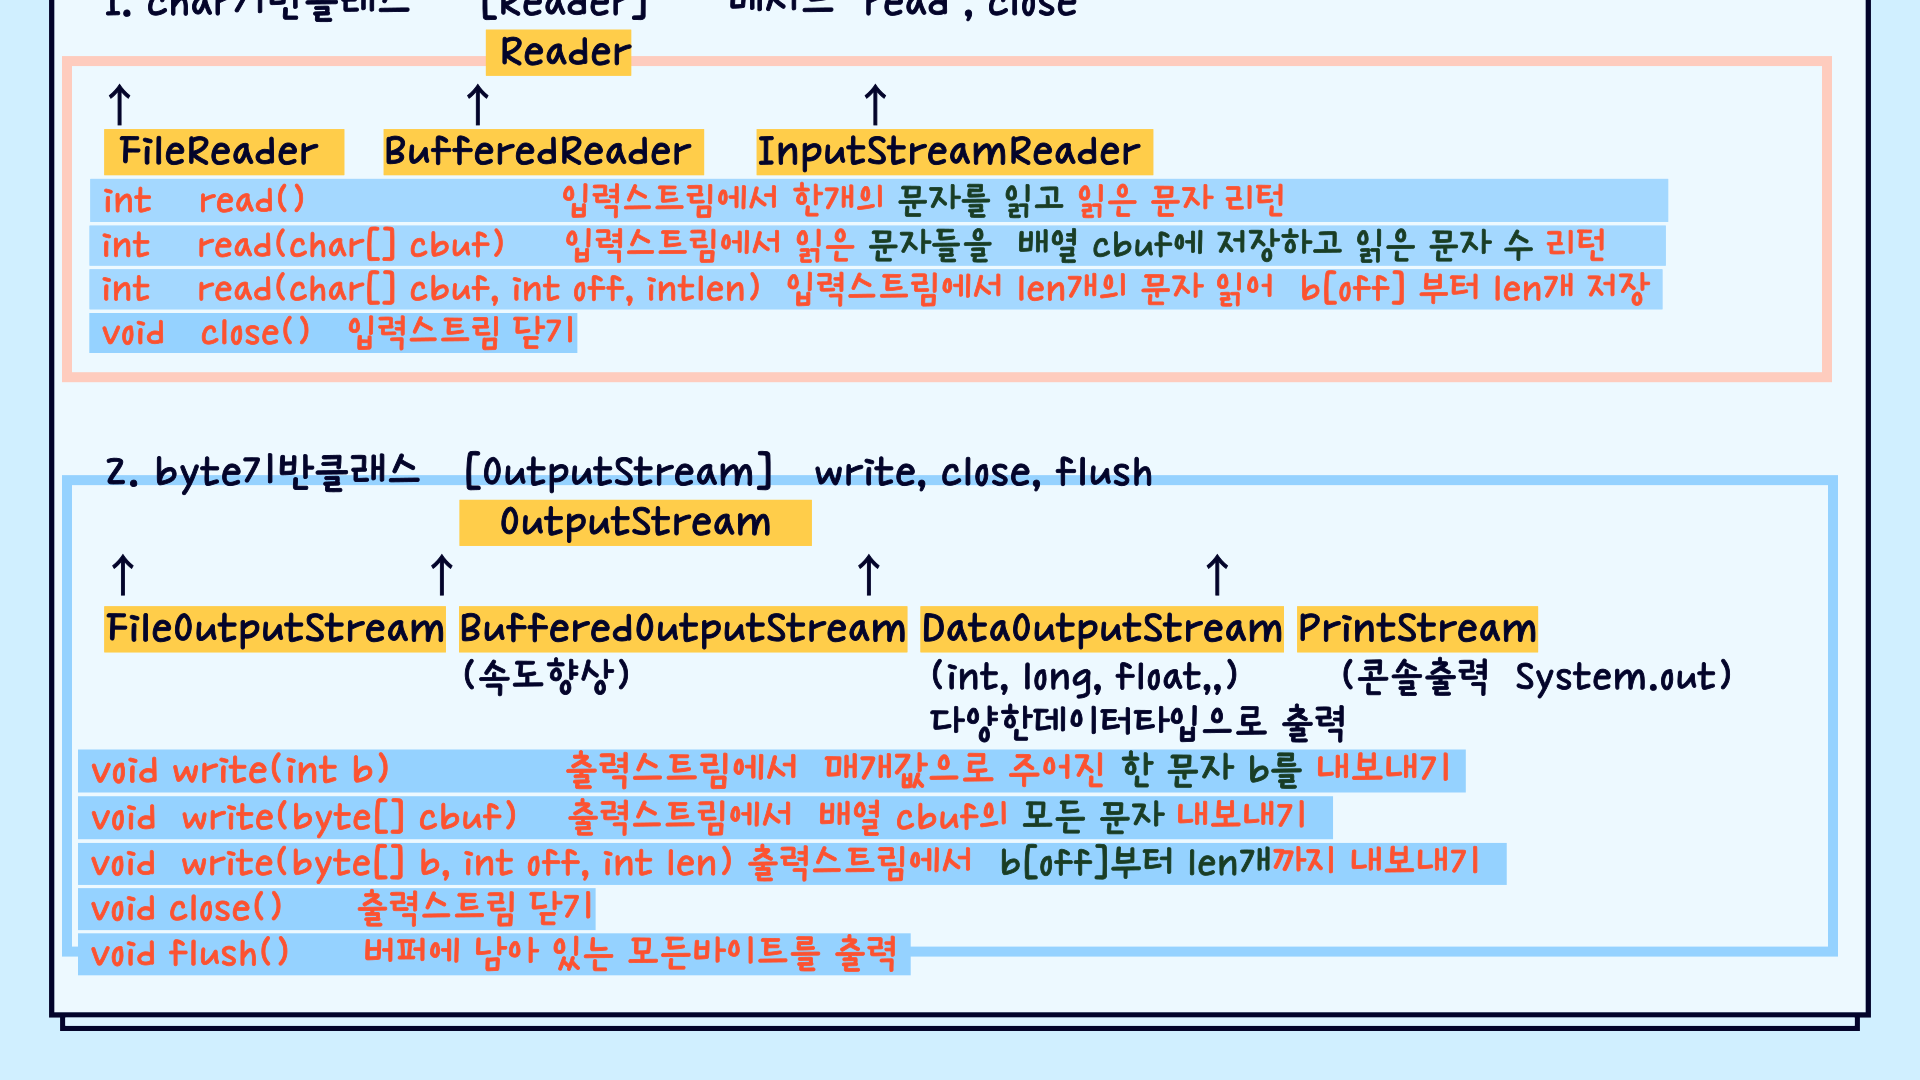 1. char기반클래스 [Reader] 메서드 read , close
Reader
↑ ↑ ↑
FileReader BufferedReader InputStreamReader
int read() 입력스트림에서 한개의 문자를 읽고 읽은 문자 리턴
int read(char[] cbuf) 입력스트림에서 읽은 문자들을 배열 cbuf에 저장하고 읽은 문자 수 리턴
int read(char[] cbuf, int off, intlen) 입력스트림에서 len개의 문자 읽어 b[off] 부터 len개 저장
void close() 입력스트림 닫기
2. byte기반클래스 [OutputStream] write, close, flush
OutputStream
↑ ↑ ↑ ↑
FileOutputStream BufferedOutputStream DataOutputStream PrintStream
(속도향상) (int, long, float,,) (콘솔출력 System.out)
다양한데이터타입으로 출력
void write(int b) 출력스트림에서 매개값으로 주어진 한 문자 b를 내보내기
void write(byte[] cbuf) 출력스트림에서 배열 cbuf의 모든 문자 내보내기
void write(byte[] b, int off, int len) 출력스트림에서 b[off]부터 len개까지 내보내기
void close() 출력스트림 닫기
void flush() 버퍼에 남아 있는 모든바이트를 출력